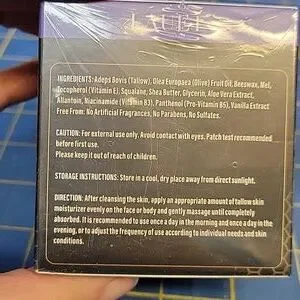 INGREDIENTS: Adeps Bovis (Tallow), Olea Europaea (Olive) Fruit Oil, Beeswax, Mel,
Tocopherol (Vitamin E), Squalane, Shea Butter, Glycerin, Aloe Vera Extract,
Allantoin, Niacinamide (Vitamin B3), Panthenol (Pro-Vitamin B5), Vanilla Extract
Free From: No Artificial Fragrances, No Parabens, No Sulfates.
CAUTION: For external use only. Avoid contact with eyes. Patch test recommended
before first use.
Please keep it out of reach of children.
STORAGE INSTRUCTIONS: Store in a cool, dry place away from direct sunlight.
DIRECTION: After cleansing the skin, apply an appropriate amount of tallow skin
moisturizer evenly on the face or body and gently massage until completely
absorbed. It is recommended to use once a day in the morning and once a day in the
evening, or to adjust the frequency of use according to individual needs and skin
conditions.